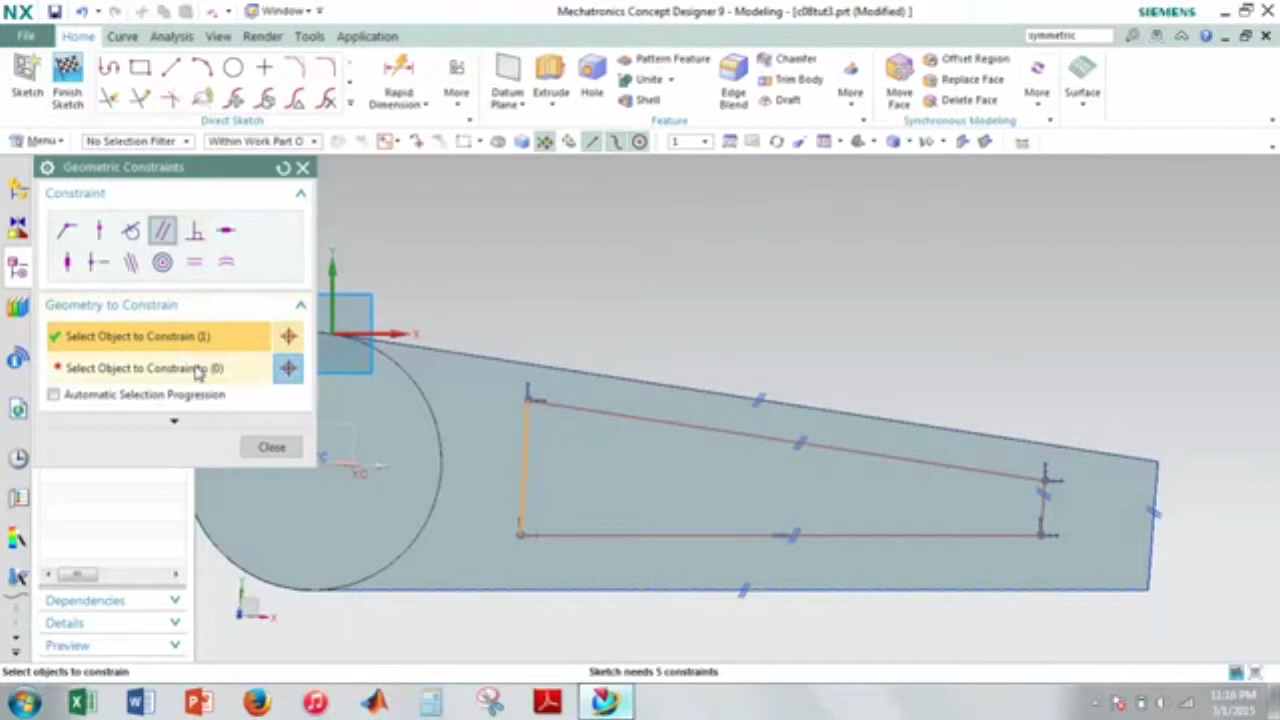 NX
Window
Mechatronics Concept Designer 9 - Modeling - [c08tut3.prt (Modified) ]
SIEMENS
File
Home
Curve
Analysis
View
Render
Tools
Application
symmetric
Sketch
Finish Sketch
Rapid Dimension
More
Datum Plane
Extrude
Hole
Pattern Feature
Unite
Shell
Edge Blend
Chamfer
Trim Body
Draft
More
Move Face
Offset Region
Replace Face
Delete Face
More
Surface
Direct Sketch
Feature
Synchronous Modeling
Menu
No Selection Filter
Within Work Part O
1
Geometric Constraints
Constraint
Geometry to Constrain
Select Object to Constrain (1)
Select Object to Constrain to (0)
Automatic Selection Progression
Close
Y
X
XC
Y
X
Dependencies
Details
Preview
Select objects to constrain
Sketch needs 5 constraints
11:16 PM
3/1/2015